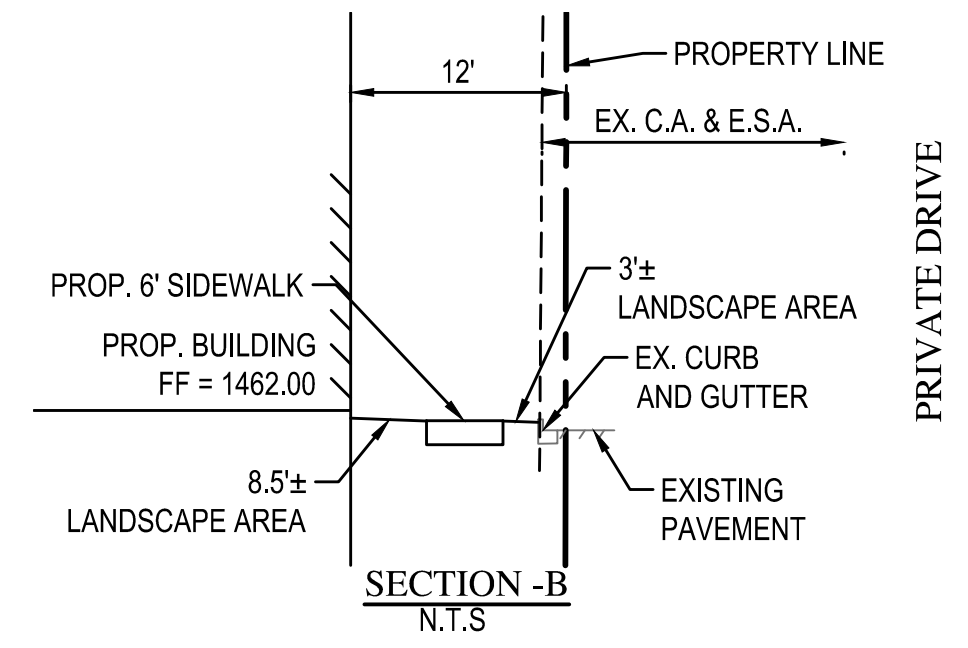 PROPERTY LINE
12'
EX. C.A. & E.S.A.
PRIVATE DRIVE
3'±
LANDSCAPE AREA
PROP. 6' SIDEWALK
PROP. BUILDING
FF = 1462.00
EX. CURB
AND GUTTER
8.5'±
LANDSCAPE AREA
EXISTING
PAVEMENT
SECTION -B
N.T.S